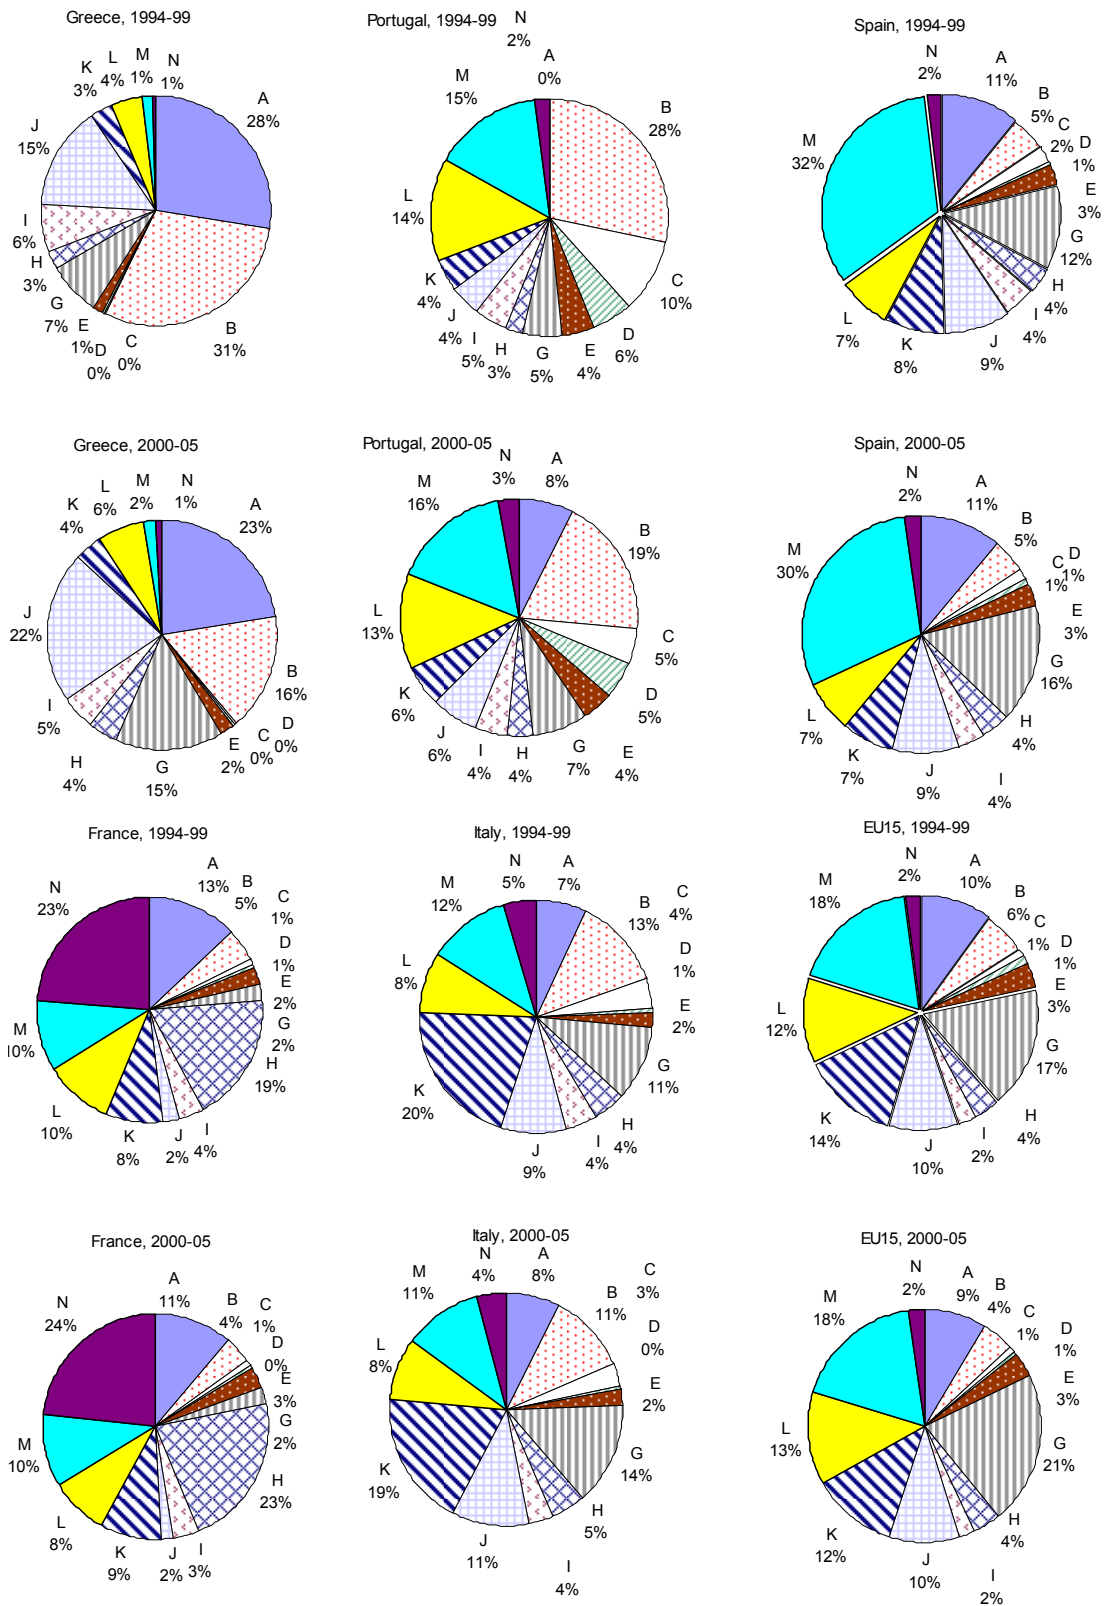 Greece, 1994-99
A
28%
B
31%
C
0%
D
0%
E
1%
G
7%
H
3%
I
6%
J
15%
K
3%
L
4%
M
1%
N
1%
Portugal, 1994-99
A
0%
B
28%
C
10%
D
6%
E
4%
G
5%
H
3%
I
5%
J
4%
K
4%
L
14%
M
15%
N
2%
Spain, 1994-99
A
11%
B
5%
C
2%
D
1%
E
3%
G
12%
H
4%
I
4%
J
9%
K
8%
L
7%
M
32%
N
2%
Greece, 2000-05
A
23%
B
16%
C
0%
D
0%
E
2%
G
15%
H
4%
I
5%
J
22%
K
4%
L
6%
M
2%
N
1%
Portugal, 2000-05
A
8%
B
19%
C
5%
D
5%
E
4%
G
7%
H
4%
I
4%
J
6%
K
6%
L
13%
M
16%
N
3%
Spain, 2000-05
A
11%
B
5%
C
1%
D
1%
E
3%
G
16%
H
4%
I
4%
J
9%
K
7%
L
7%
M
30%
N
2%
France, 1994-99
A
13%
B
5%
C
1%
D
1%
E
2%
G
2%
H
19%
I
4%
J
2%
K
8%
L
10%
M
10%
N
23%
Italy, 1994-99
A
7%
B
13%
C
4%
D
1%
E
2%
G
11%
H
4%
I
4%
J
9%
K
20%
L
8%
M
12%
N
5%
EU15, 1994-99
A
10%
B
6%
C
1%
D
1%
E
3%
G
17%
H
4%
I
2%
J
10%
K
14%
L
12%
M
18%
N
2%
France, 2000-05
A
11%
B
4%
C
1%
D
0%
E
3%
G
2%
H
23%
I
3%
J
2%
K
9%
L
8%
M
10%
N
24%
Italy, 2000-05
A
8%
B
11%
C
3%
D
0%
E
2%
G
14%
H
5%
I
4%
J
11%
K
19%
L
8%
M
11%
N
4%
EU15, 2000-05
A
9%
B
4%
C
1%
D
1%
E
3%
G
21%
H
4%
I
2%
J
10%
K
12%
L
13%
M
18%
N
2%